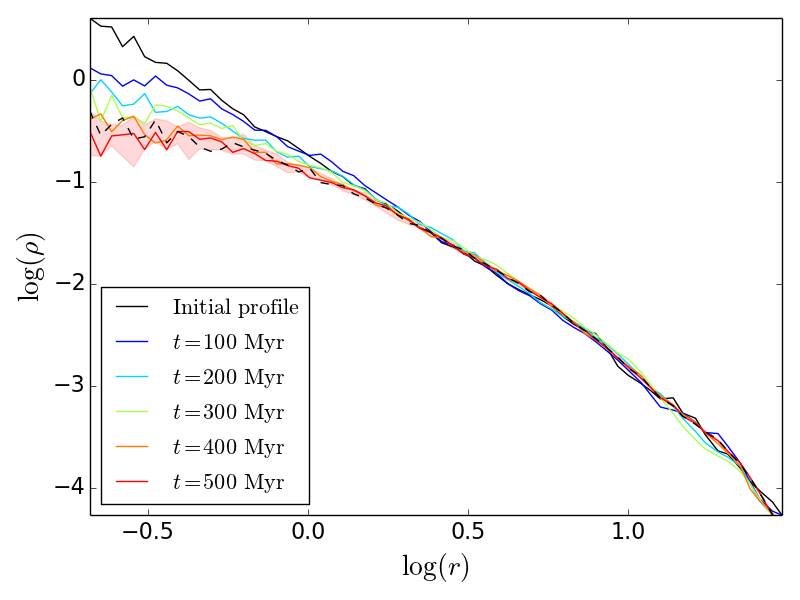 log(ρ)
0
−1
−2
−3
−4
Initial profile
t=100 Myr
t=200 Myr
t=300 Myr
t=400 Myr
t=500 Myr
−0.5 0.0 0.5 1.0
log(r)